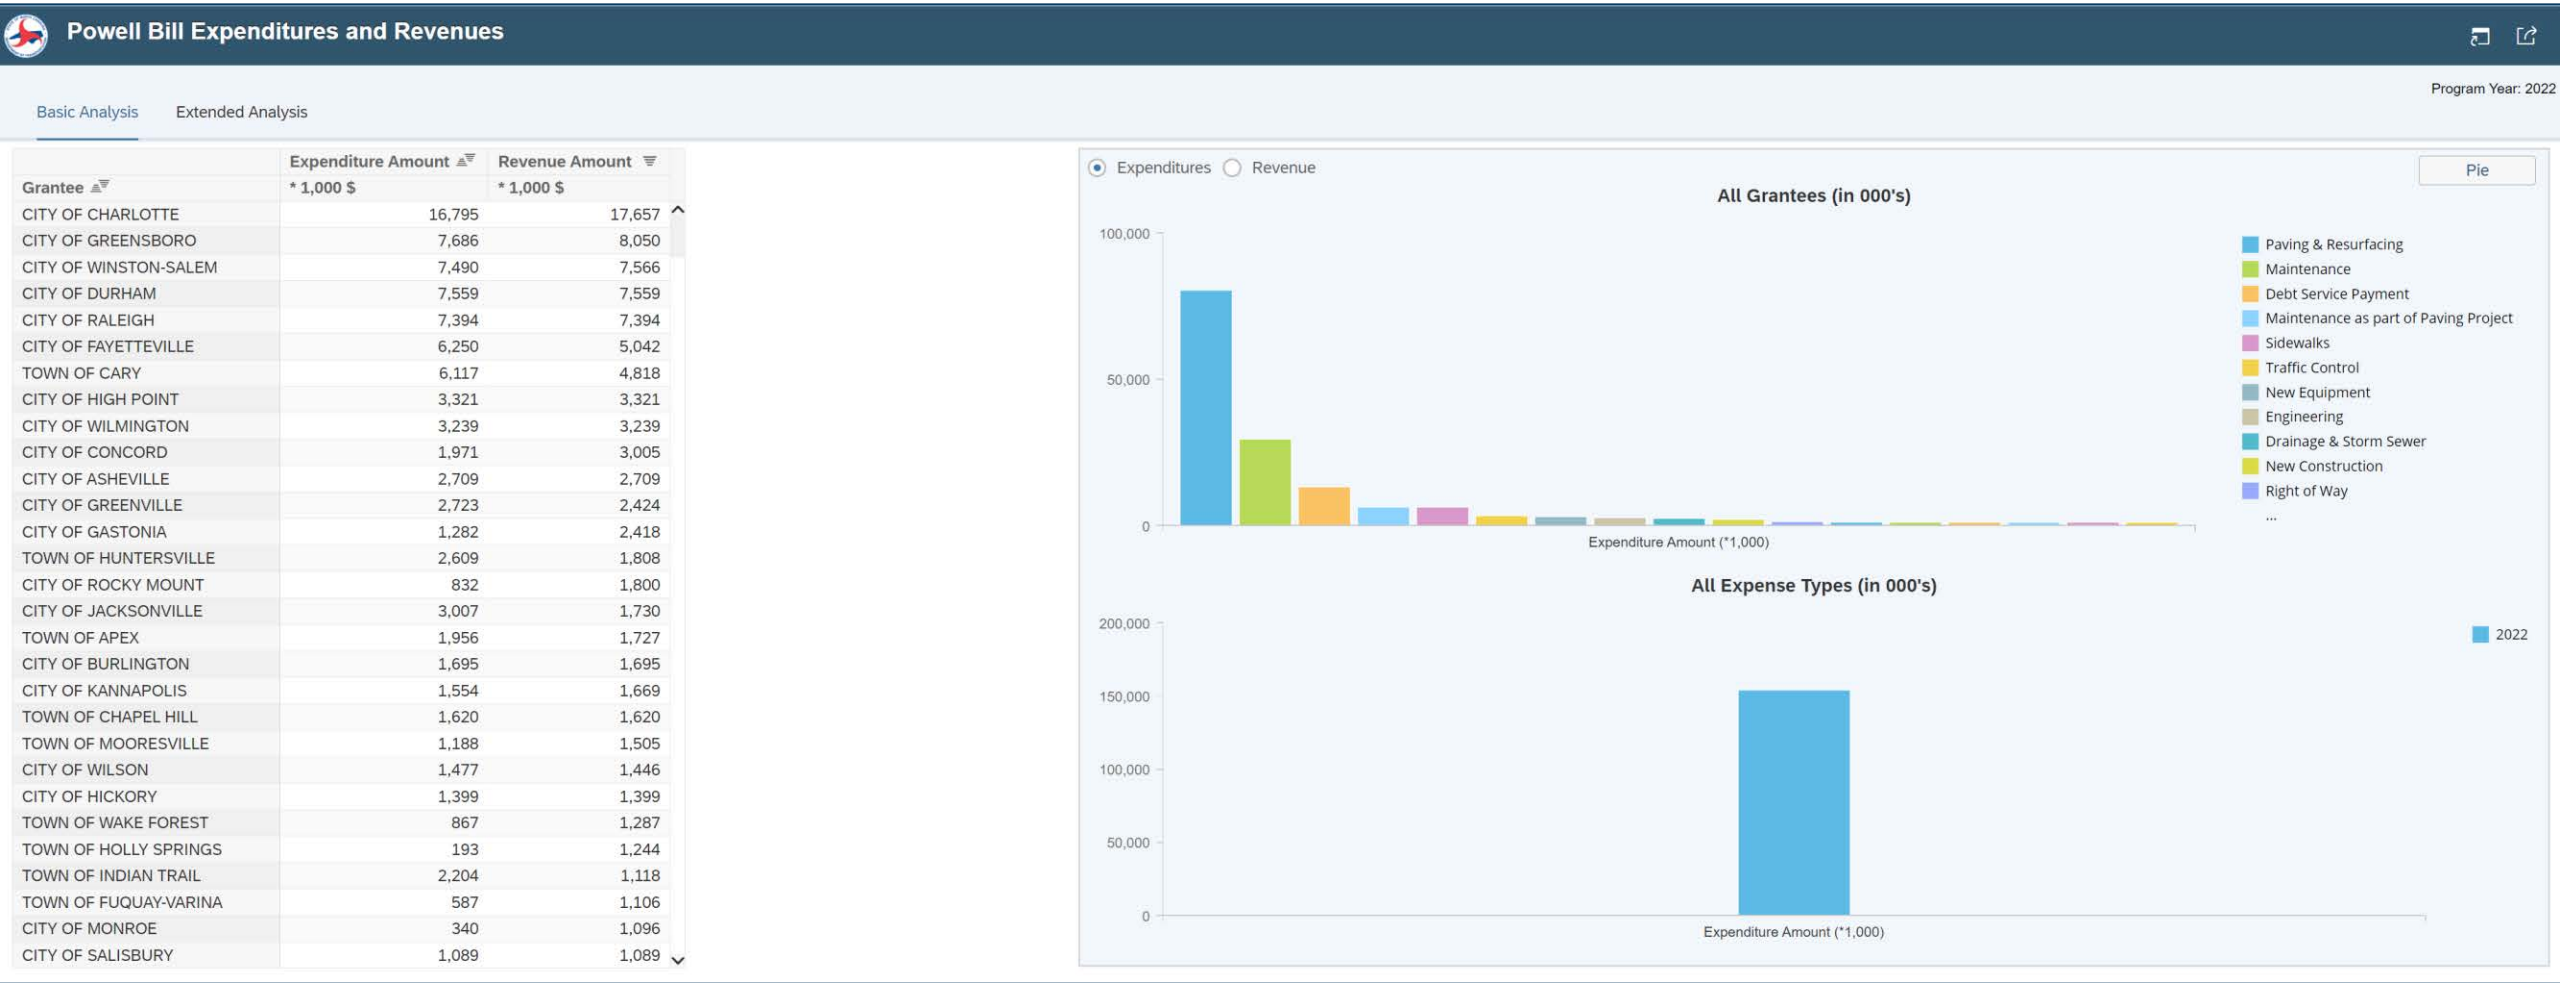 Powell Bill Expenditures and Revenues
Program Year: 2022
Basic Analysis Extended Analysis
Expenditure Amount Revenue Amount
Grantee * 1,000 $ * 1,000 $
CITY OF CHARLOTTE 16,795 17,657
CITY OF GREENSBORO 7,686 8,050
CITY OF WINSTON-SALEM 7,490 7,566
CITY OF DURHAM 7,559 7,559
CITY OF RALEIGH 7,394 7,394
CITY OF FAYETTEVILLE 6,250 5,042
TOWN OF CARY 6,117 4,818
CITY OF HIGH POINT 3,321 3,321
CITY OF WILMINGTON 3,239 3,239
CITY OF CONCORD 1,971 3,005
CITY OF ASHEVILLE 2,709 2,709
CITY OF GREENVILLE 2,723 2,424
CITY OF GASTONIA 1,282 2,418
TOWN OF HUNTERSVILLE 2,609 1,808
CITY OF ROCKY MOUNT 832 1,800
CITY OF JACKSONVILLE 3,007 1,730
TOWN OF APEX 1,956 1,727
CITY OF BURLINGTON 1,695 1,695
CITY OF KANNAPOLIS 1,554 1,669
TOWN OF CHAPEL HILL 1,620 1,620
TOWN OF MOORESVILLE 1,188 1,505
CITY OF WILSON 1,477 1,446
CITY OF HICKORY 1,399 1,399
TOWN OF WAKE FOREST 867 1,287
TOWN OF HOLLY SPRINGS 193 1,244
TOWN OF INDIAN TRAIL 2,204 1,118
TOWN OF FUQUAY-VARINA 587 1,106
CITY OF MONROE 340 1,096
CITY OF SALISBURY 1,089 1,089
Expenditures Revenue
Pie
All Grantees (in 000's)
100,000
50,000
0
Expenditure Amount (*1,000)
Paving & Resurfacing
Maintenance
Debt Service Payment
Maintenance as part of Paving Project
Sidewalks
Traffic Control
New Equipment
Engineering
Drainage & Storm Sewer
New Construction
Right of Way
...
All Expense Types (in 000's)
200,000
150,000
100,000
50,000
0
Expenditure Amount (*1,000)
2022